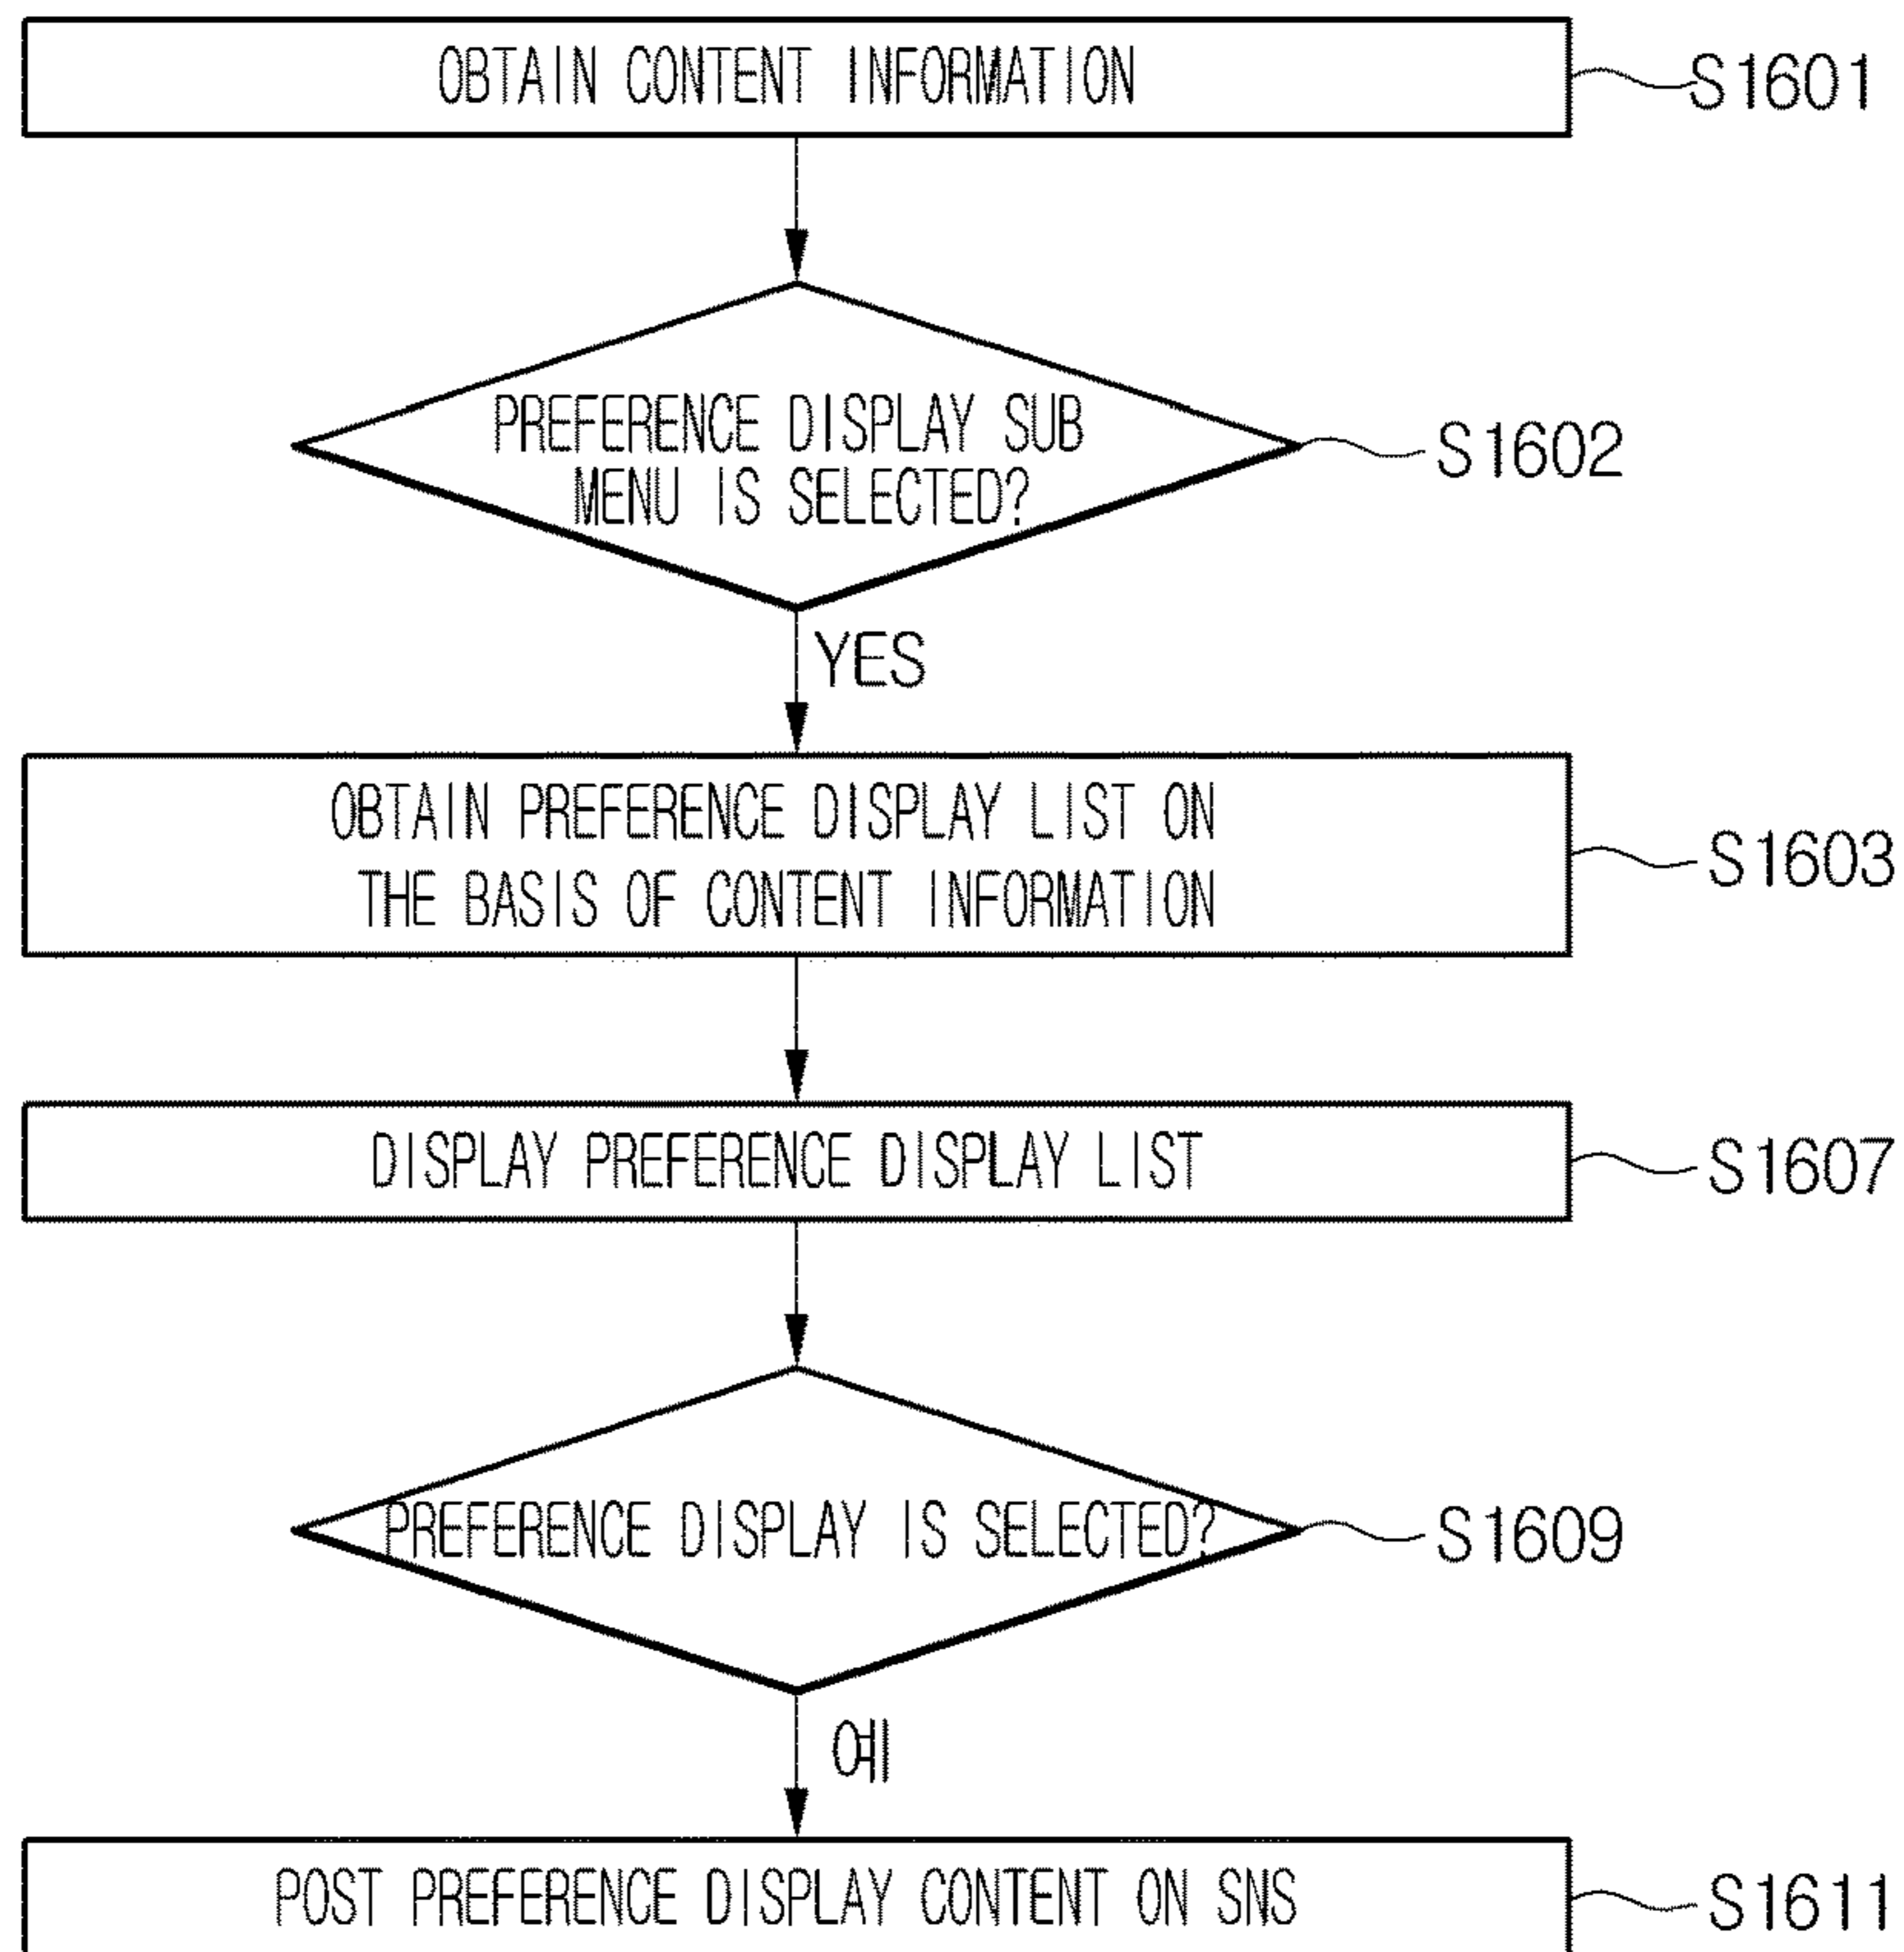 OBTAIN CONTENT INFORMATION
S1601
PREFERENCE DISPLAY SUB
MENU IS SELECTED?
S1602
YES
OBTAIN PREFERENCE DISPLAY LIST ON
THE BASIS OF CONTENT INFORMATION
S1603
DISPLAY PREFERENCE DISPLAY LIST
S1607
PREFERENCE DISPLAY IS SELECTED?
S1609
예
POST PREFERENCE DISPLAY CONTENT ON SNS
S1611